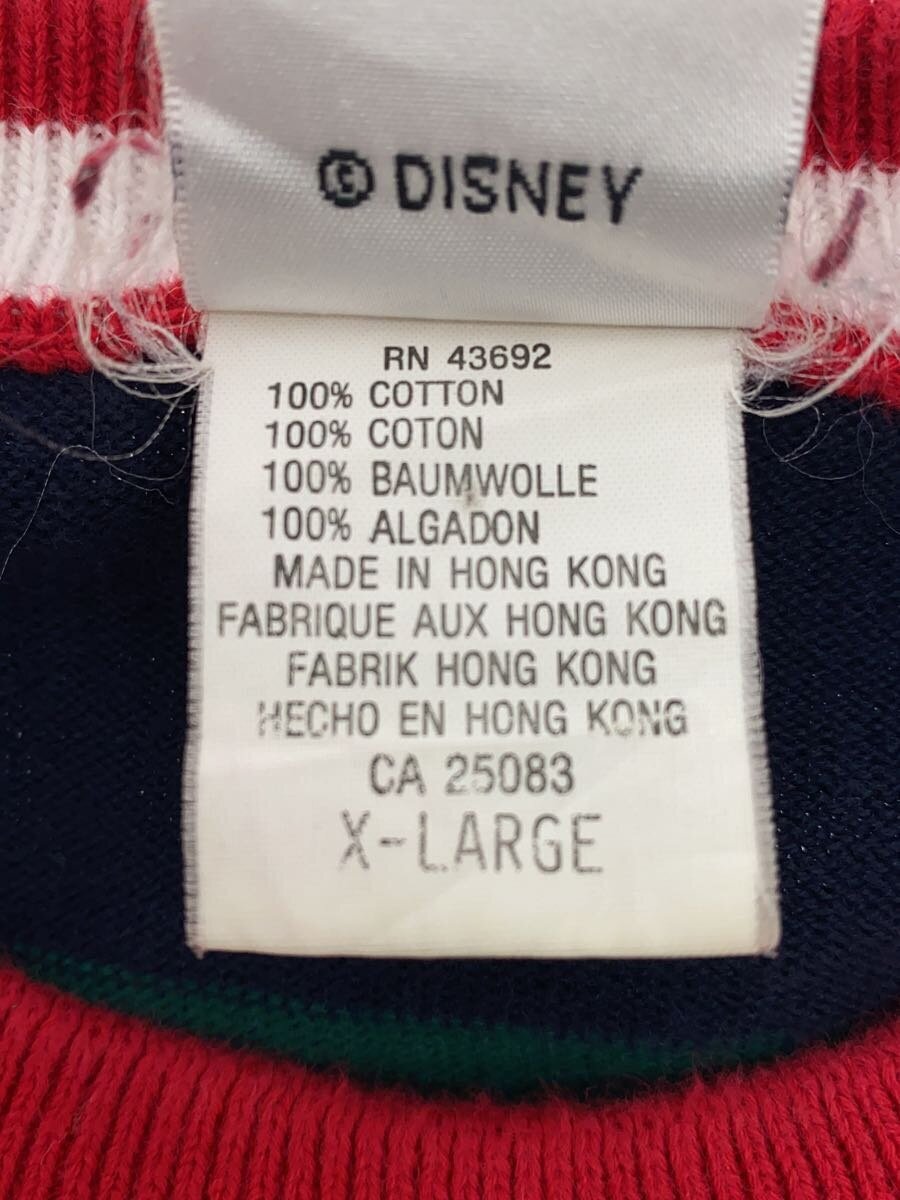 © DISNEY
RN 43692
100% COTTON
100% COTON
100% BAUMWOLLE
100% ALGADON
MADE IN HONG KONG
FABRIQUE AUX HONG KONG
FABRIK HONG KONG
HECHO EN HONG KONG
CA 25083
X-LARGE